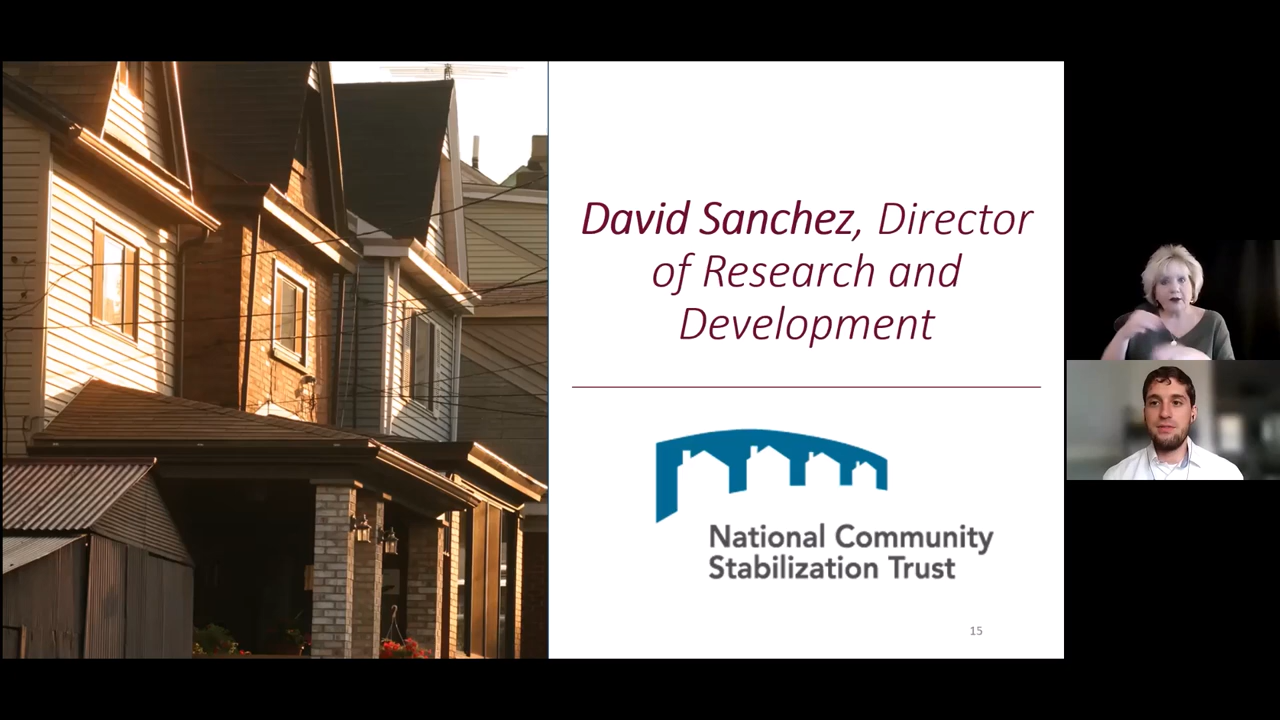 David Sanchez, Director
of Research and
Development
National Community
Stabilization Trust
15